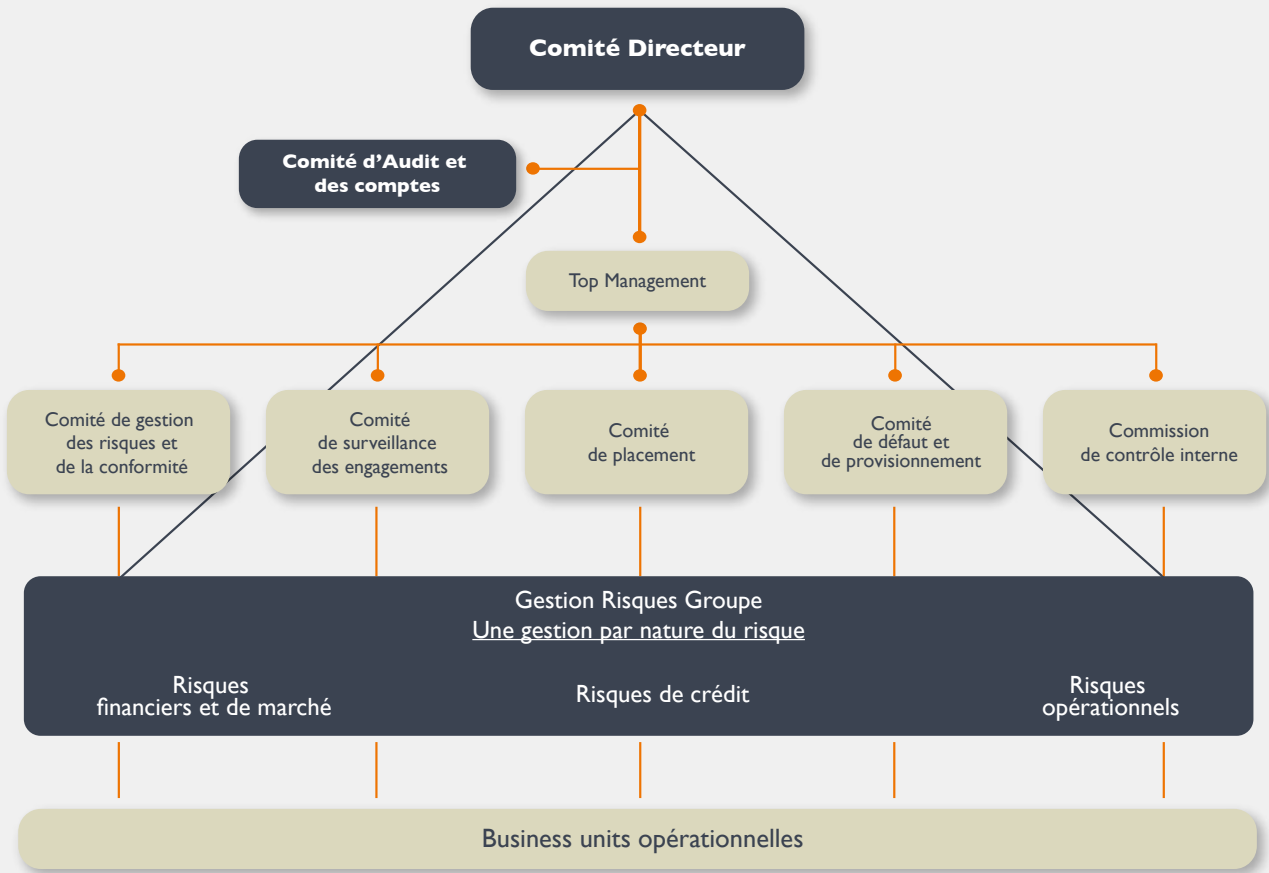 Comité Directeur
Comité d'Audit et
des comptes
Top Management
Comité de gestion
des risques et
de la conformité
Comité
de surveillance
des engagements
Comité
de placement
Comité
de défaut et
de provisionnement
Commission
de contrôle interne
Gestion Risques Groupe
Une gestion par nature du risque
Risques
financiers et de marché
Risques de crédit
Risques
opérationnels
Business units opérationnelles